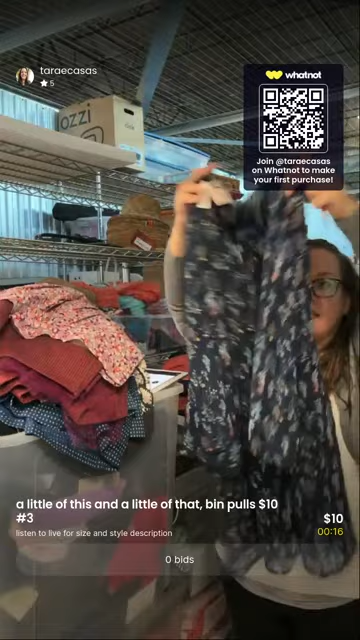 taraecasas
★ 5
ozzi
whatnot
Join @taraecasas
on Whatnot to make
your first purchase!
a little of this and a little of that, bin pulls $10
#3
$10
listen to live for size and style description
00:16
0 bids